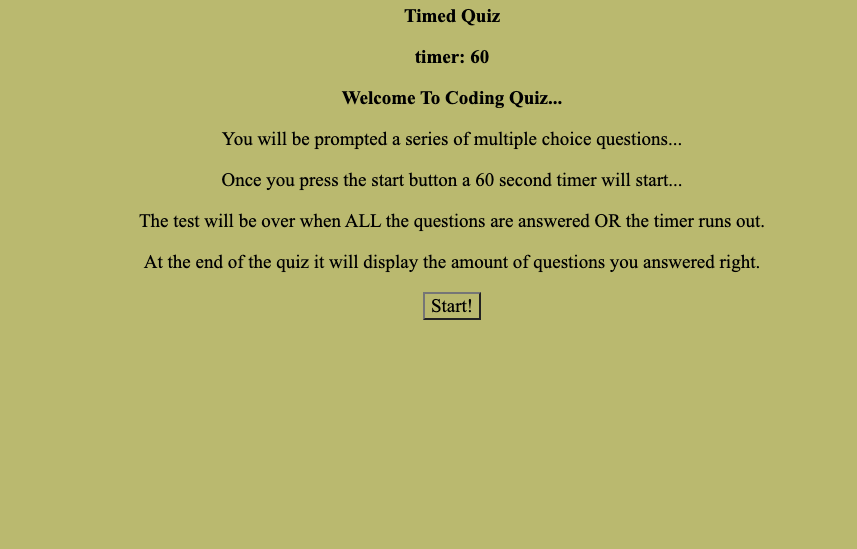 Timed Quiz
timer: 60
Welcome To Coding Quiz...
You will be prompted a series of multiple choice questions...
Once you press the start button a 60 second timer will start...
The test will be over when ALL the questions are answered OR the timer runs out.
At the end of the quiz it will display the amount of questions you answered right.
Start!